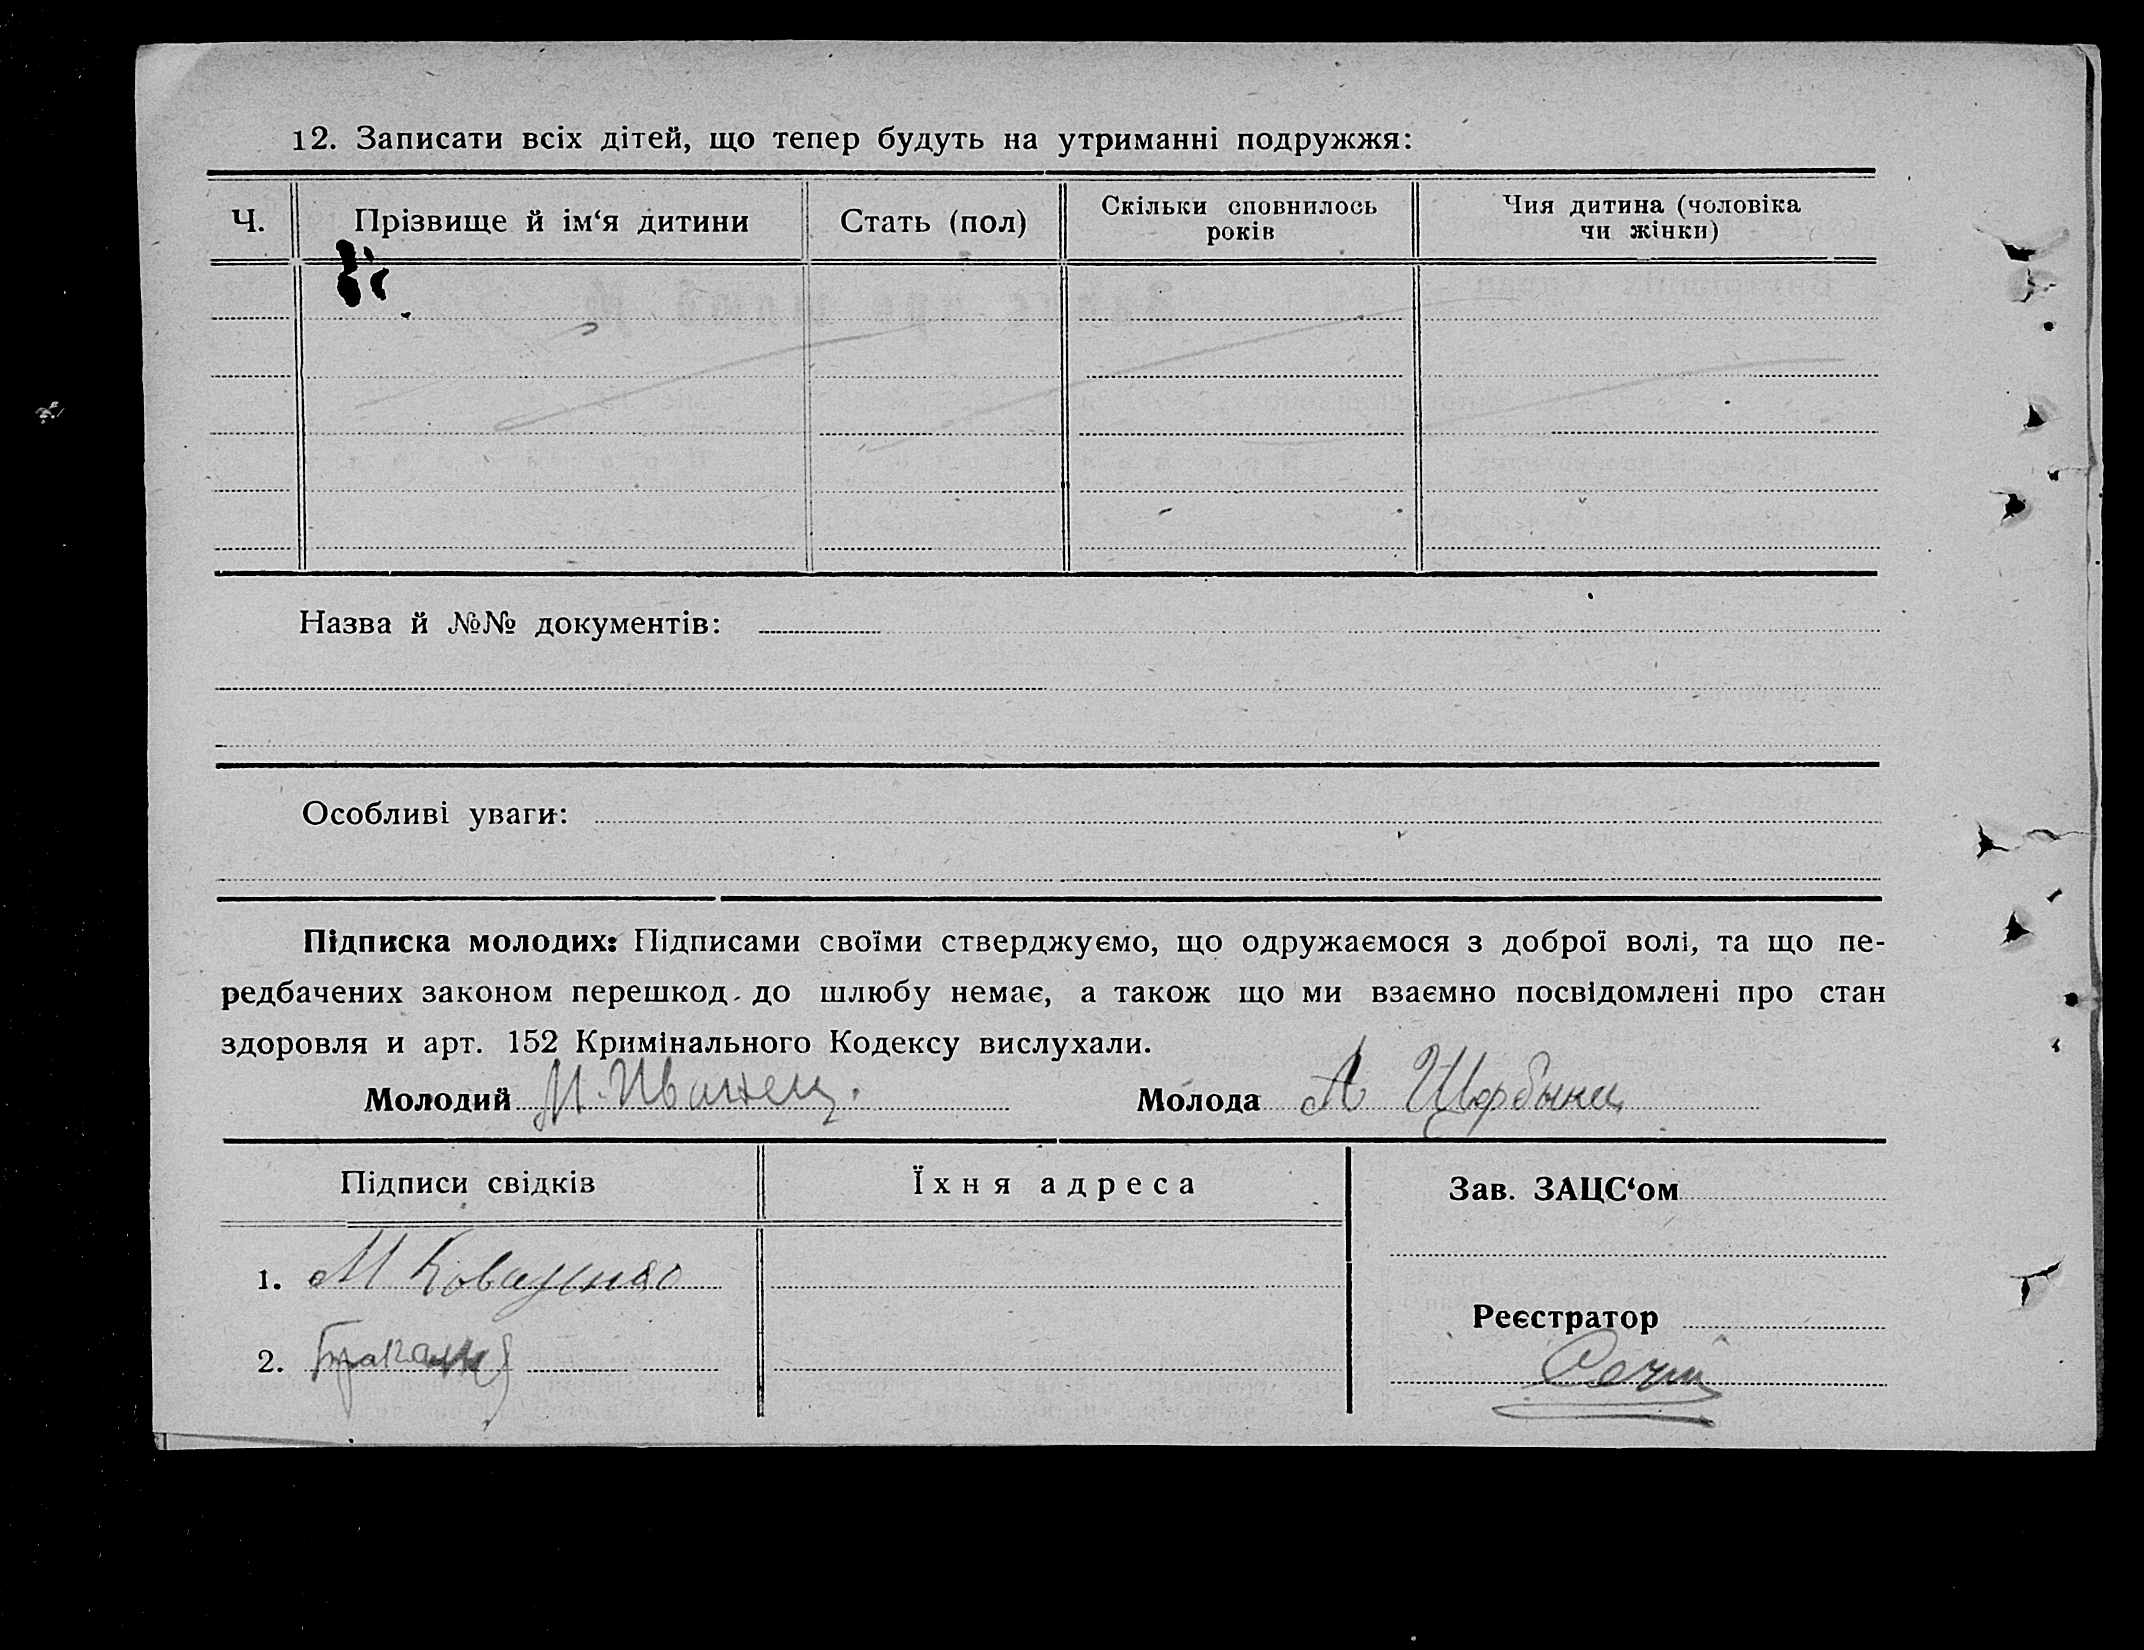 12. Записати всіх дітей, що тепер будуть на утриманні подружжя:
Ч.
Прізвище й ім‘я дитини
Стать (пол)
Скільки сповнилось
років
Чия дитина (чоловіка
чи жінки)
Назва й №№ документів:
Особливі уваги:
Підписка молодих: Підписами своїми стверджуємо, що одружаємося з доброї волі, та що пе-
редбачених законом перешкод до шлюбу немає, а також що ми взаємно посвідомлені про стан
здоровля и арт. 152 Кримінального Кодексу вислухали.
Молодий М. Иванец.
Молода А Щербына
Підписи свідків
Їхня адреса
Зав. ЗАЦС‘ом
1. М
Реєстратор
2.